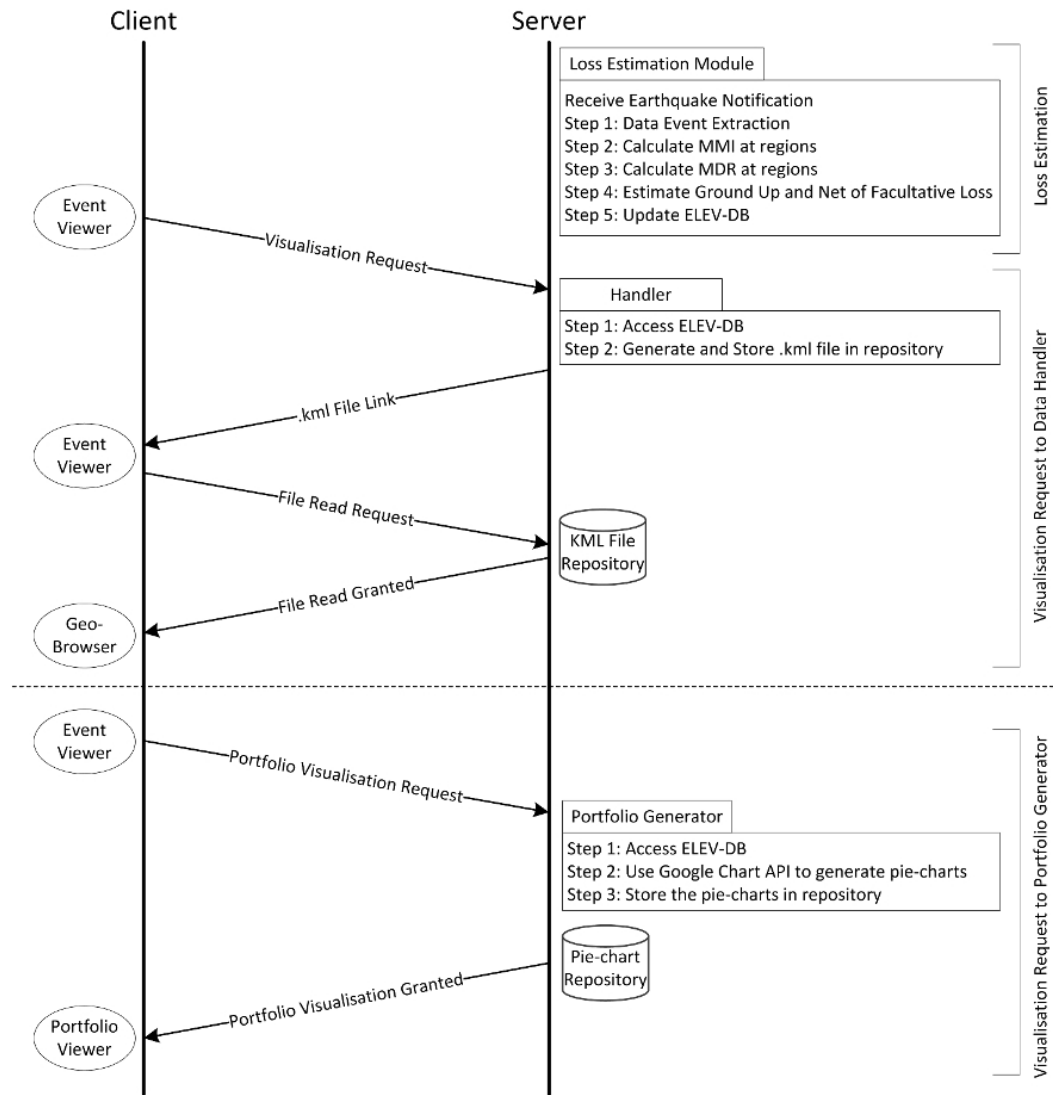 Client
Server
Loss Estimation Module
Receive Earthquake Notification
Step 1: Data Event Extraction
Step 2: Calculate MMI at regions
Step 3: Calculate MDR at regions
Step 4: Estimate Ground Up and Net of Facultative Loss
Step 5: Update ELEV-DB
Loss Estimation
Event
Viewer
Visualisation Request
Handler
Step 1: Access ELEV-DB
Step 2: Generate and Store .kml file in repository
.kml File Link
Event
Viewer
File Read Request
KML File
Repository
File Read Granted
Geo-
Browser
Visualisation Request to Data Handler
Event
Viewer
Portfolio Visualisation Request
Portfolio Generator
Step 1: Access ELEV-DB
Step 2: Use Google Chart API to generate pie-charts
Step 3: Store the pie-charts in repository
Pie-chart
Repository
Portfolio Visualisation Granted
Portfolio
Viewer
Visualisation Request to Portfolio Generator